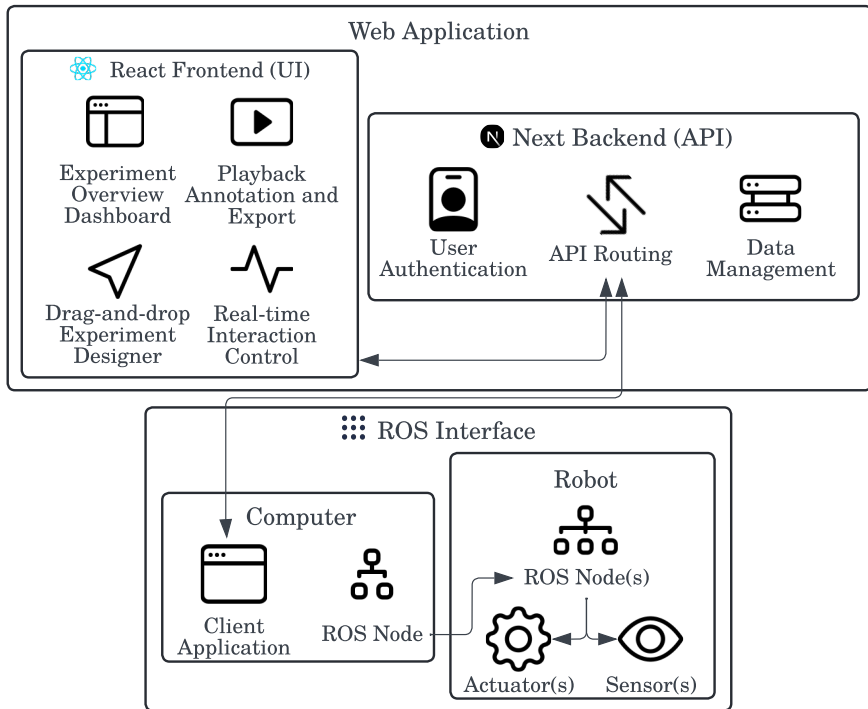 Web Application
React Frontend (UI)
Experiment
Overview
Dashboard
Playback
Annotation and
Export
Drag-and-drop
Experiment
Designer
Real-time
Interaction
Control
N Next Backend (API)
User
Authentication
API Routing
Data
Management
ROS Interface
Computer
Client
Application
ROS Node
Robot
ROS Node(s)
Actuator(s)
Sensor(s)